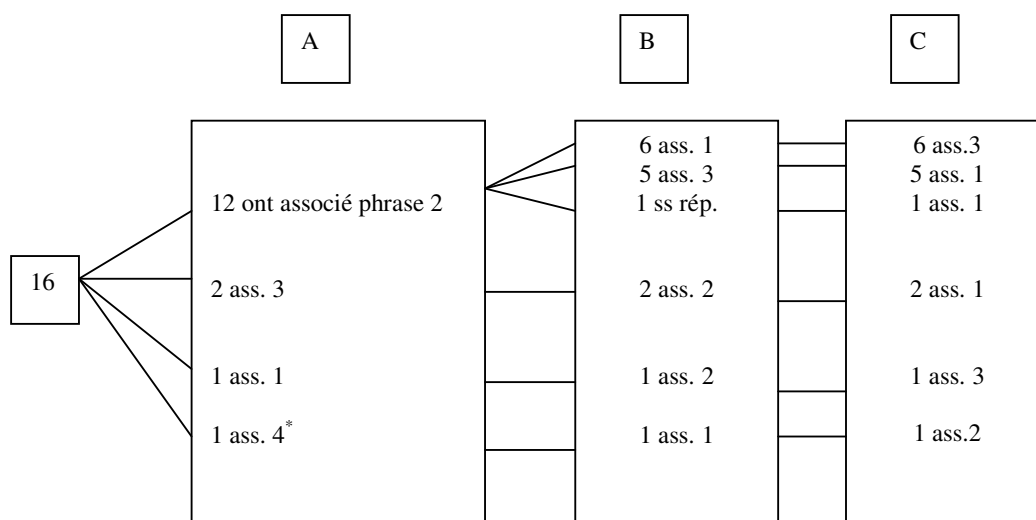 A B C
6 ass. 1 6 ass.3
5 ass. 3 5 ass. 1
12 ont associé phrase 2 1 ss rép. 1 ass. 1
16 2 ass. 3 2 ass. 2 2 ass. 1
1 ass. 1 1 ass. 2 1 ass. 3
1 ass. 4* 1 ass. 1 1 ass.2